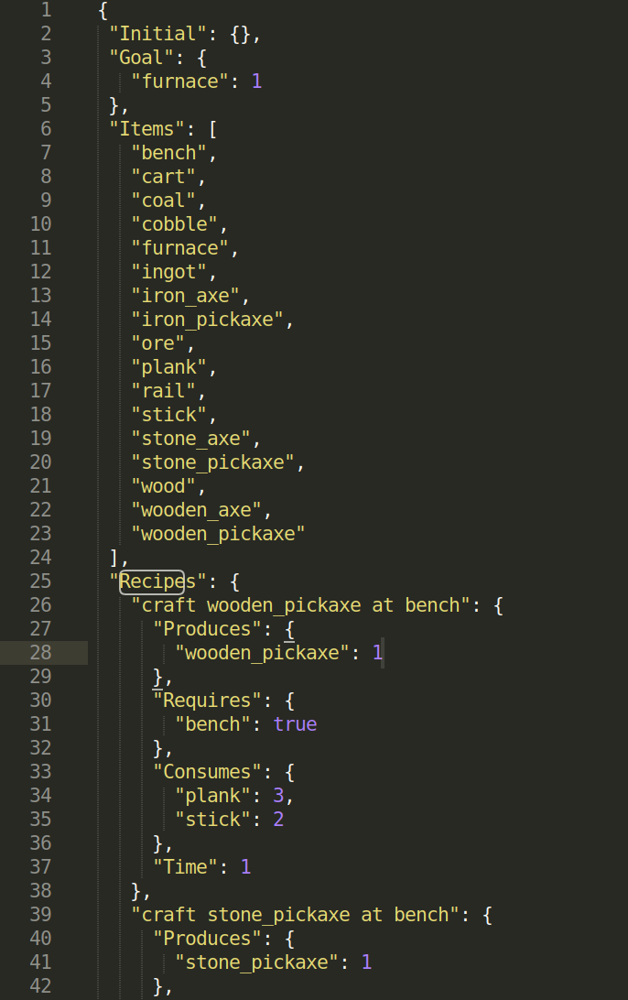 1 {
2 "Initial": {},
3 "Goal": {
4 "furnace": 1
5 },
6 "Items": [
7 "bench",
8 "cart",
9 "coal",
10 "cobble",
11 "furnace",
12 "ingot",
13 "iron_axe",
14 "iron_pickaxe",
15 "ore",
16 "plank",
17 "rail",
18 "stick",
19 "stone_axe",
20 "stone_pickaxe",
21 "wood",
22 "wooden_axe",
23 "wooden_pickaxe"
24 ],
25 "Recipes": {
26 "craft wooden_pickaxe at bench": {
27 "Produces": {
28 "wooden_pickaxe": 1
29 },
30 "Requires": {
31 "bench": true
32 },
33 "Consumes": {
34 "plank": 3,
35 "stick": 2
36 },
37 "Time": 1
38 },
39 "craft stone_pickaxe at bench": {
40 "Produces": {
41 "stone_pickaxe": 1
42 },